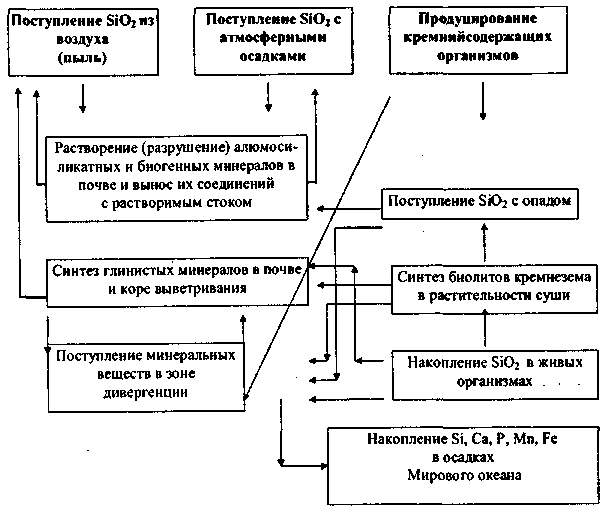 Поступление SiO₂ из
воздуха
(пыль)
Поступление SiO₂ с
атмосферными
осадками
Продуцирование
кремнийсодержащих
организмов
Растворение (разрушение) алюмоси-
ликатных и биогенных минералов в
почве и вынос их соединений
с растворимым стоком
Поступление SiO₂ с опадом
Синтез глинистых минералов в почве
и коре выветривания
Синтез биолитов кремнезема
в растительности суши
Поступление минеральных
веществ в зоне
дивергенции
Накопление SiO₂ в живых
организмах
Накопление Si, Ca, P, Mn, Fe
в осадках
Мирового океана